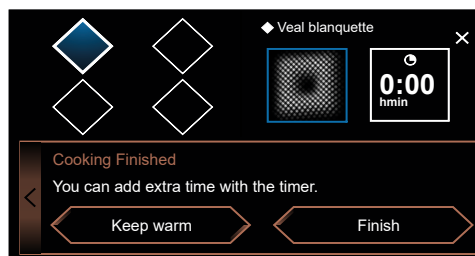 Veal blanquette
0:00
hmin
Cooking Finished
You can add extra time with the timer.
Keep warm
Finish